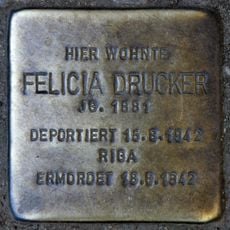 HIER WOHNTE
FELICIA DRUCKER
JG. 1881
DEPORTIERT 15.8.1942
RIGA
ERMORDET 18.8.1942